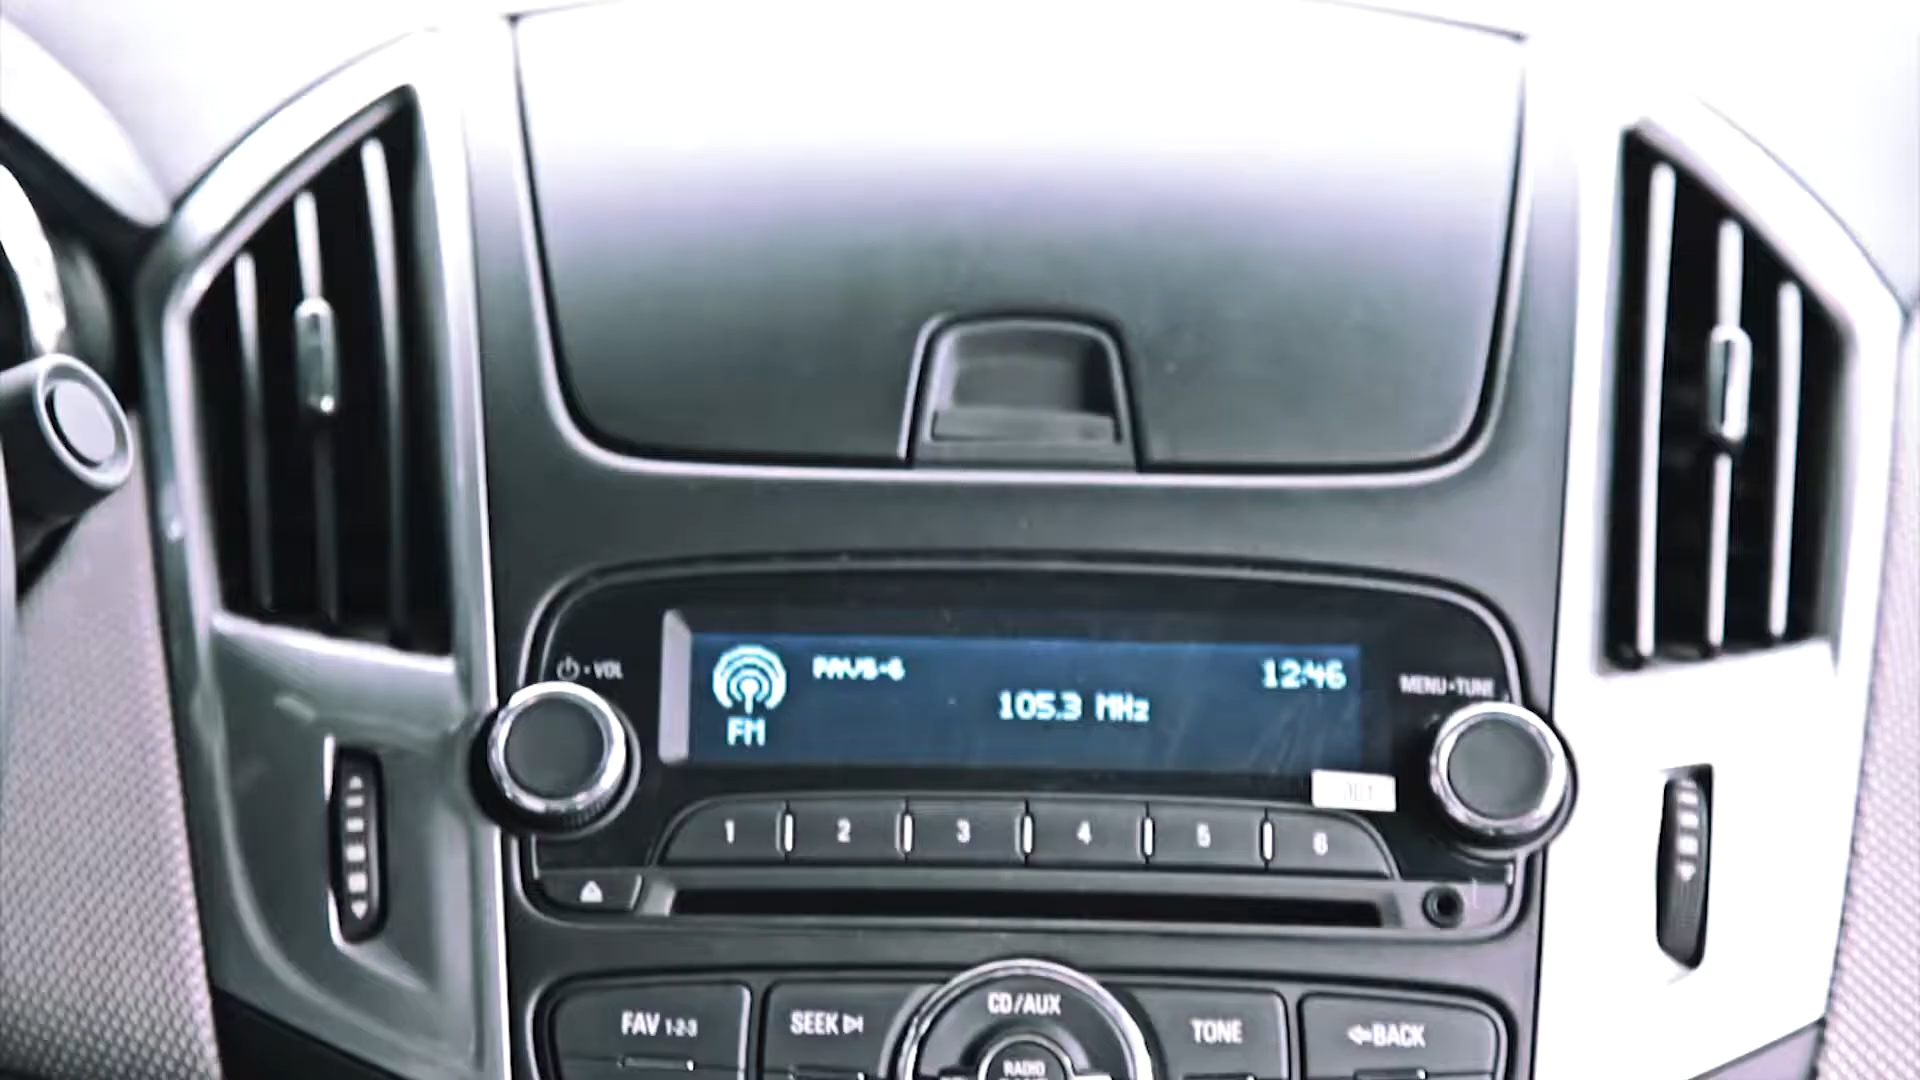 VOL
FAVS-6
12:46
MENU•TUNE
105.3 MHz
FM
1 2 3 4 5 6
FAV 1-2-3
SEEK
CD/AUX
TONE
BACK
RADIO